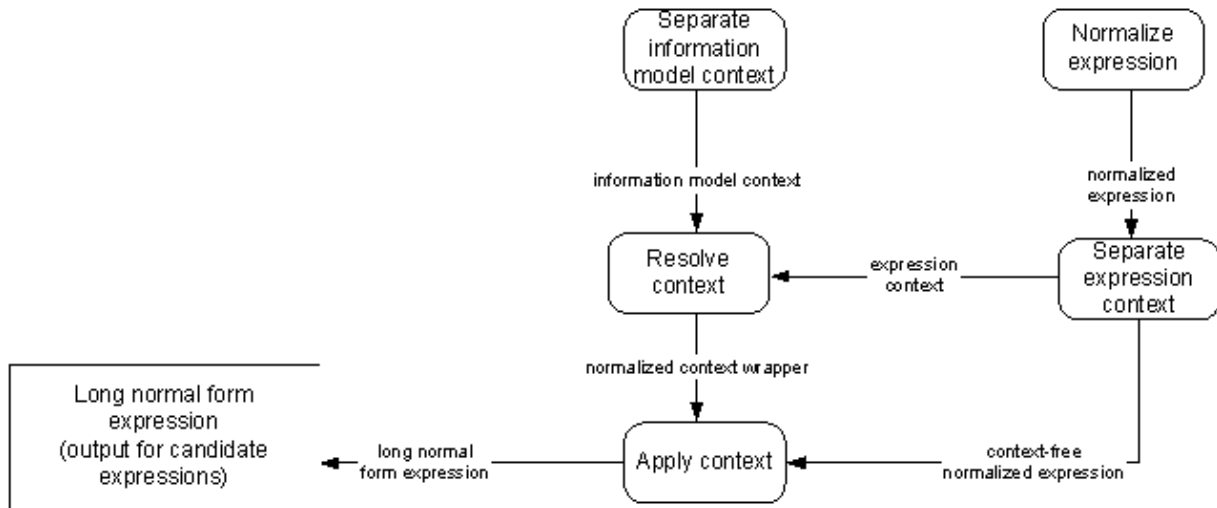 Separate
information
model context
Normalize
expression
information model context
normalized
expression
Resolve
context
expression
context
Separate
expression
context
normalized context wrapper
Long normal form
expression
(output for candidate
expressions)
long normal
form expression
Apply context
context-free
normalized expression